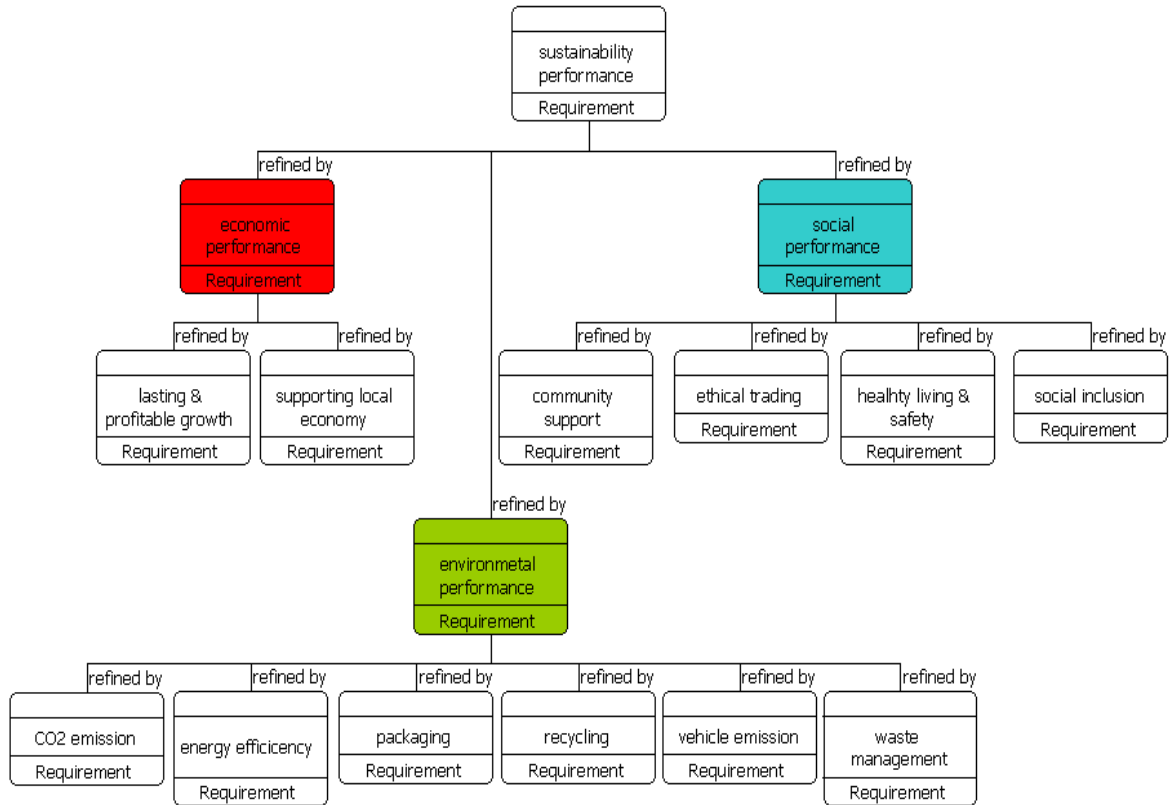 sustainability
performance
Requirement
refined by
refined by
economic
performance
Requirement
social
performance
Requirement
refined by
refined by
refined by
refined by
refined by
refined by
lasting &
profitable growth
Requirement
supporting local
economy
Requirement
community
support
Requirement
ethical trading
Requirement
healhty living &
safety
Requirement
social inclusion
Requirement
refined by
environmetal
performance
Requirement
refined by
refined by
refined by
refined by
refined by
refined by
CO2 emission
Requirement
energy efficicency
Requirement
packaging
Requirement
recycling
Requirement
vehicle emission
Requirement
waste
management
Requirement